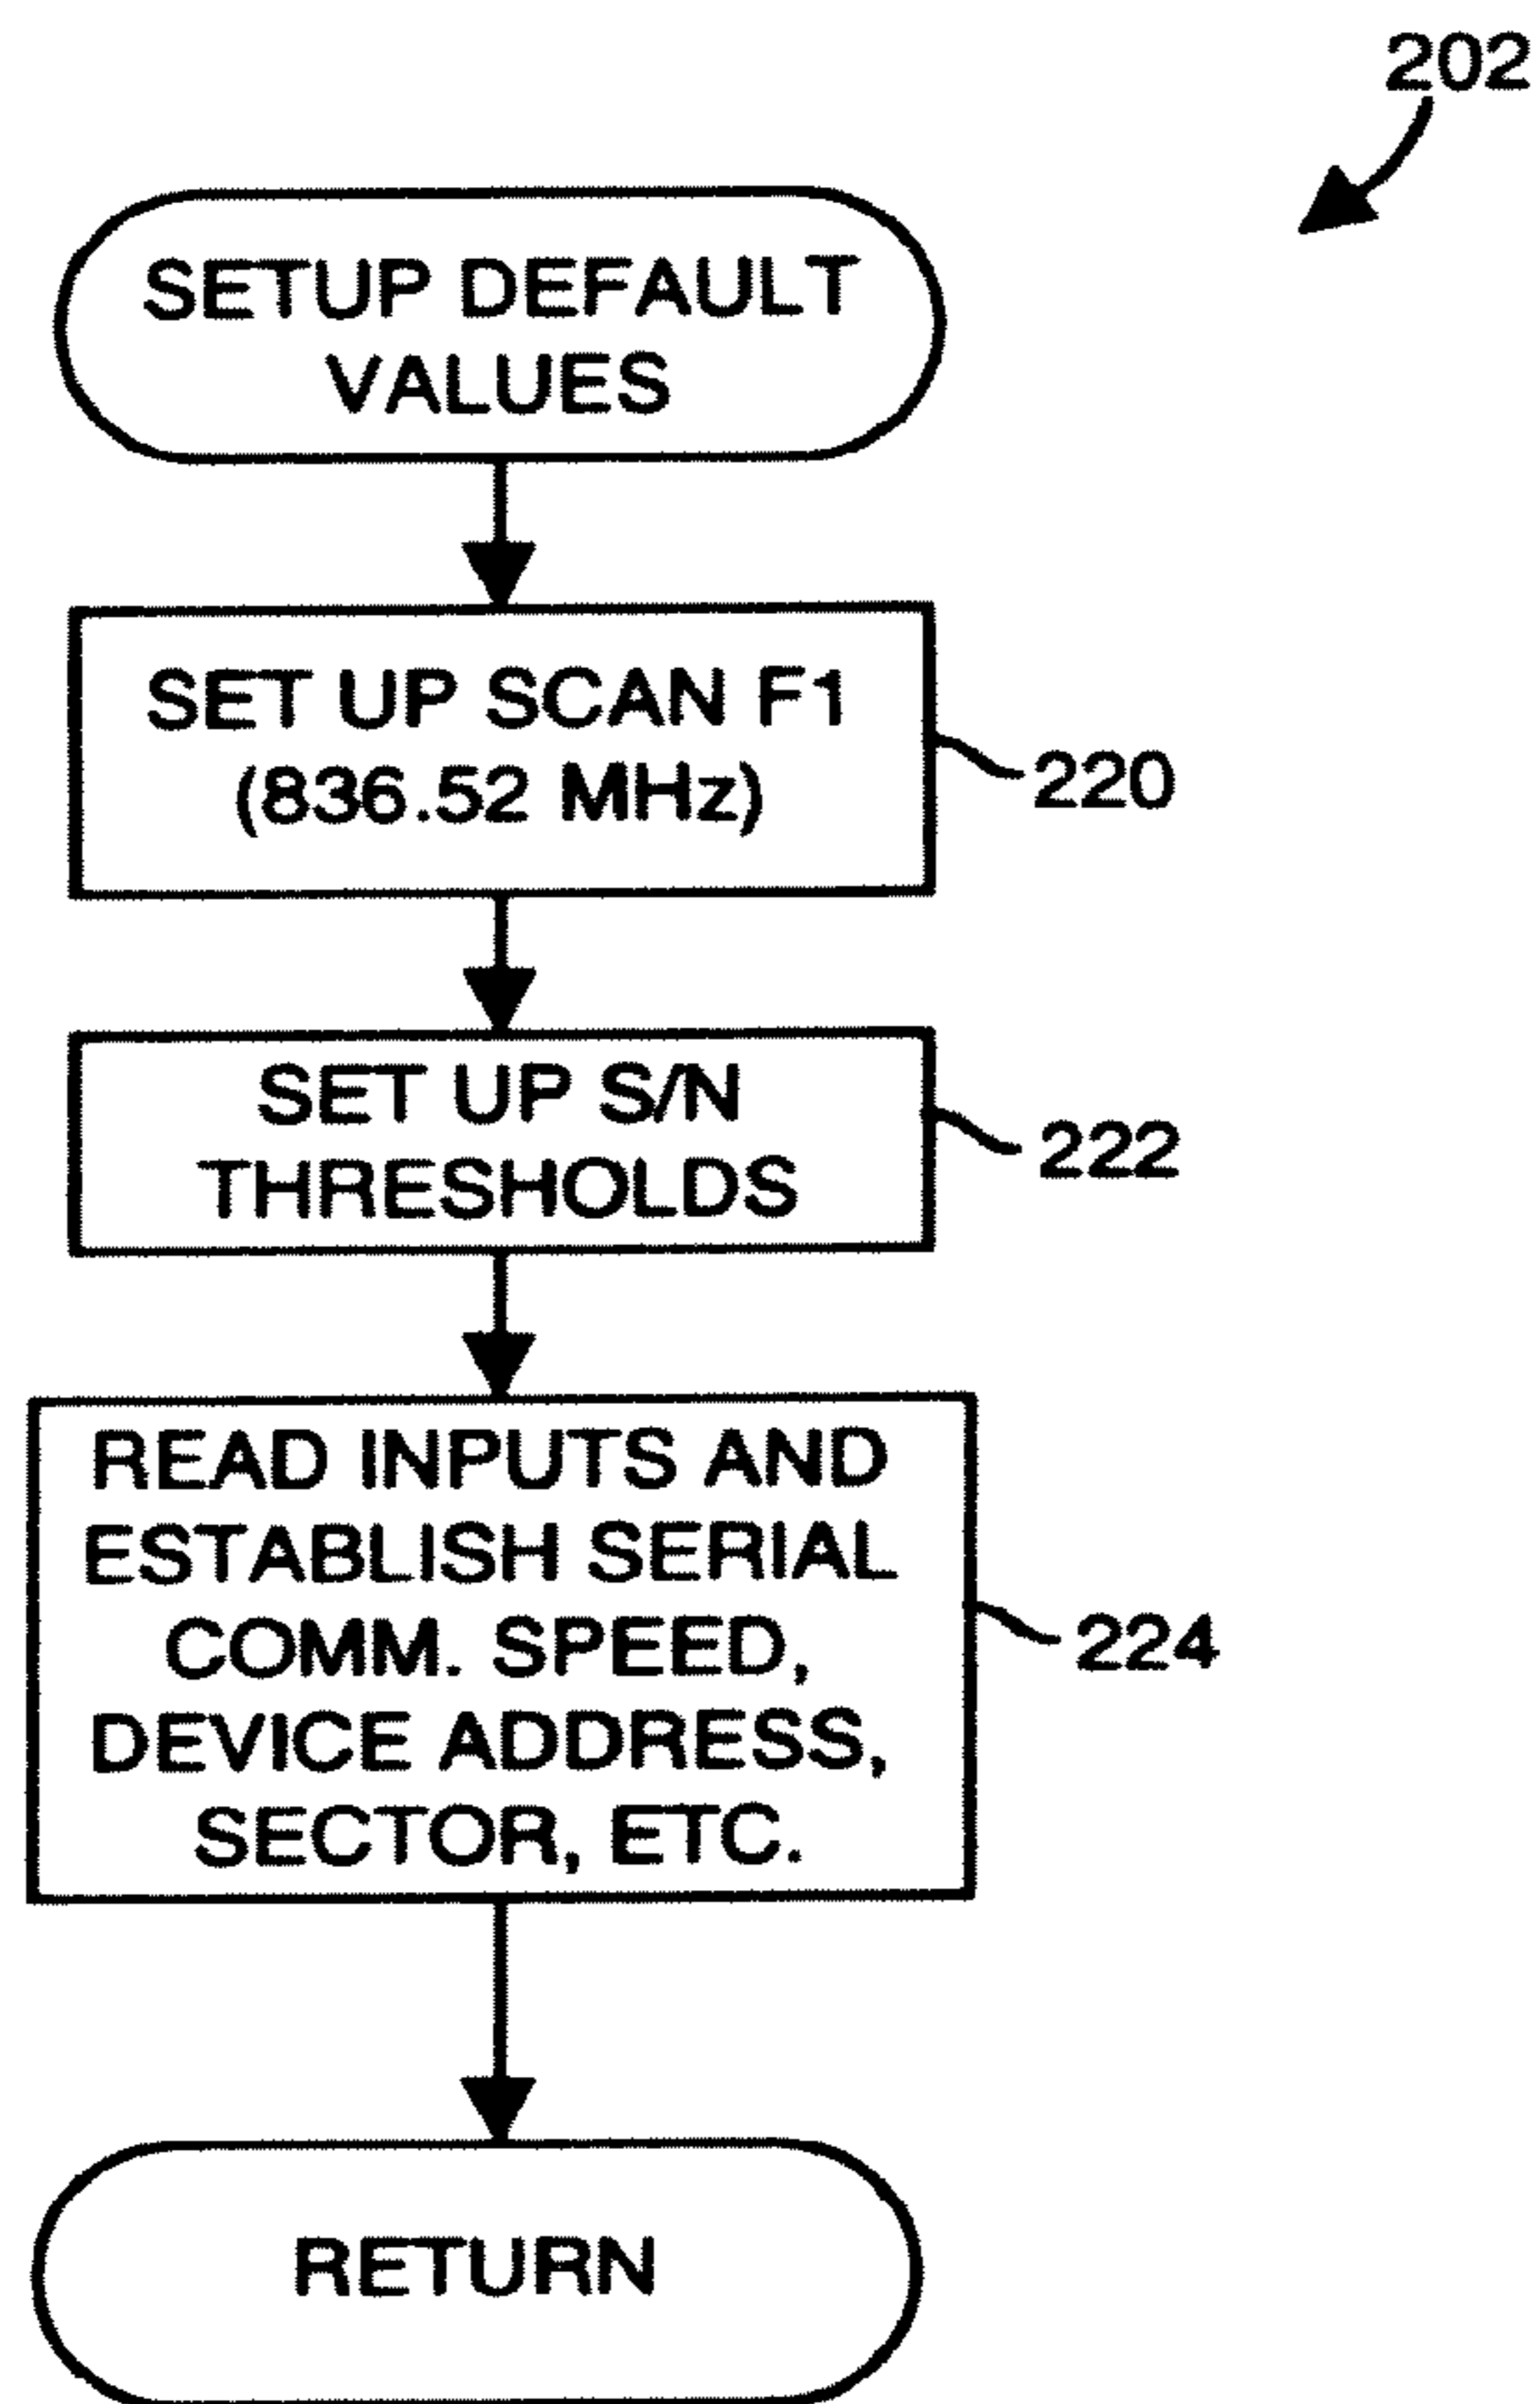 202
SETUP DEFAULT
VALUES
SET UP SCAN F1
(836.52 MHz)
220
SET UP S/N
THRESHOLDS
222
READ INPUTS AND
ESTABLISH SERIAL
COMM. SPEED,
DEVICE ADDRESS,
SECTOR, ETC.
224
RETURN